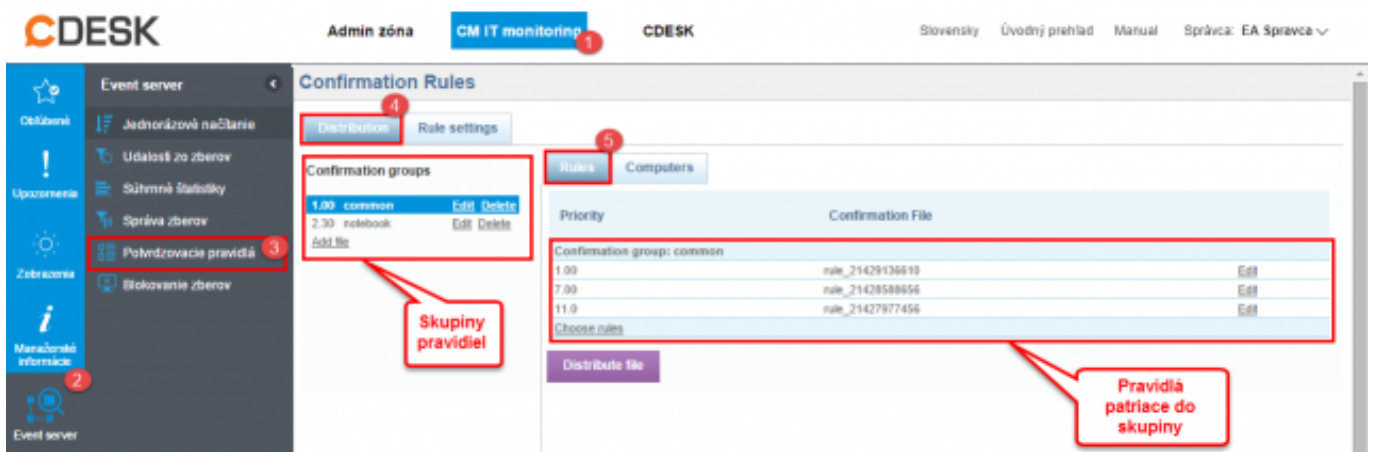 CDESK
Admin zóna
CM IT monitoring
1
CDESK
Slovensky
Úvodný prehlad
Manual
Správca: EA Spravca
Obľúbené
Upozornenia
Zobrazenia
Manažerské informácie
2
Event server
Event server
Jednorázové načítanie
Udalosti zo zberov
Súhrnné štatistiky
Správa zberov
Potvrdzovacie pravidlá
3
Blokovanie zberov
Confirmation Rules
4
Distribution
Rule settings
Confirmation groups
1.00 common Edit Delete
2.30 notebook Edit Delete
Add file
Skupiny
pravidiel
5
Rules
Computers
Priority
Confirmation File
Confirmation group: common
1.00 rule_21429136610 Edit
7.00 rule_21428588656 Edit
11.0 rule_21427977456 Edit
Choose rules
Distribute file
Pravidlá
patriace do
skupiny